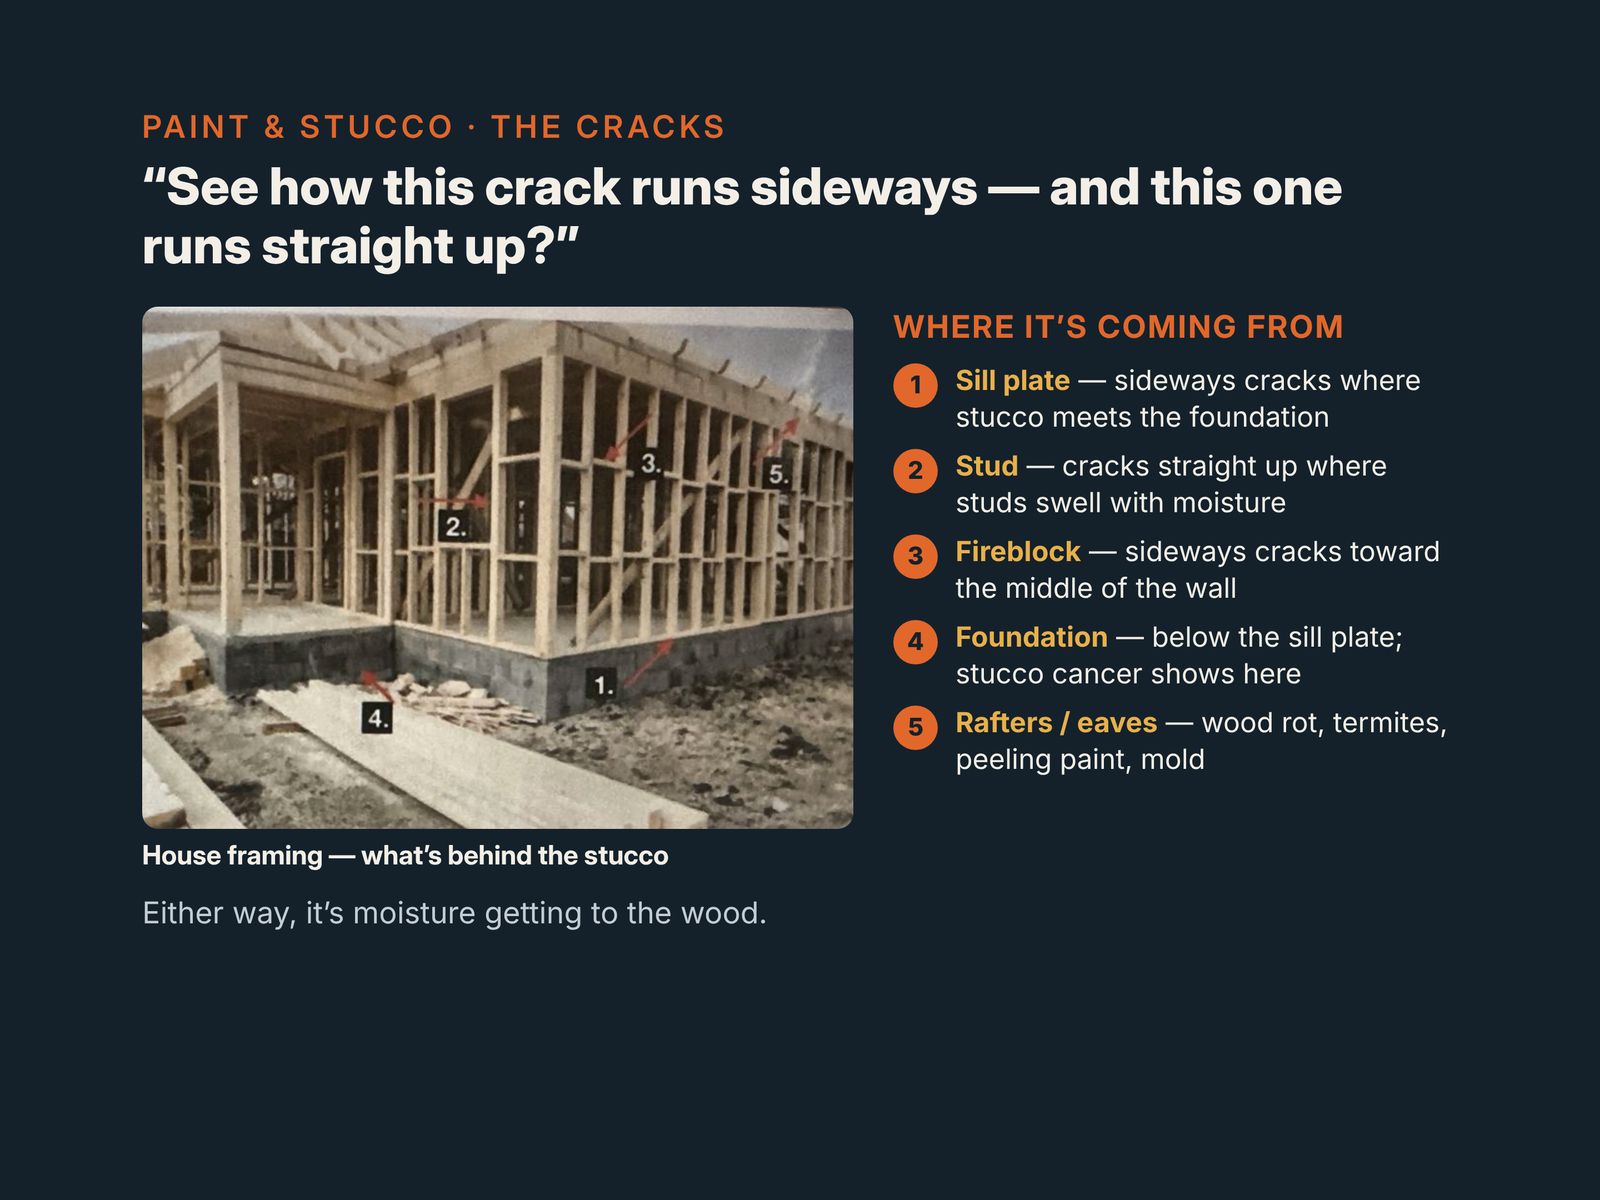 PAINT & STUCCO · THE CRACKS
“See how this crack runs sideways — and this one
runs straight up?”
WHERE IT’S COMING FROM
1 Sill plate — sideways cracks where
stucco meets the foundation
2 Stud — cracks straight up where
studs swell with moisture
3 Fireblock — sideways cracks toward
the middle of the wall
4 Foundation — below the sill plate;
stucco cancer shows here
5 Rafters / eaves — wood rot, termites,
peeling paint, mold
3.
5.
2.
1.
4.
House framing — what’s behind the stucco
Either way, it’s moisture getting to the wood.